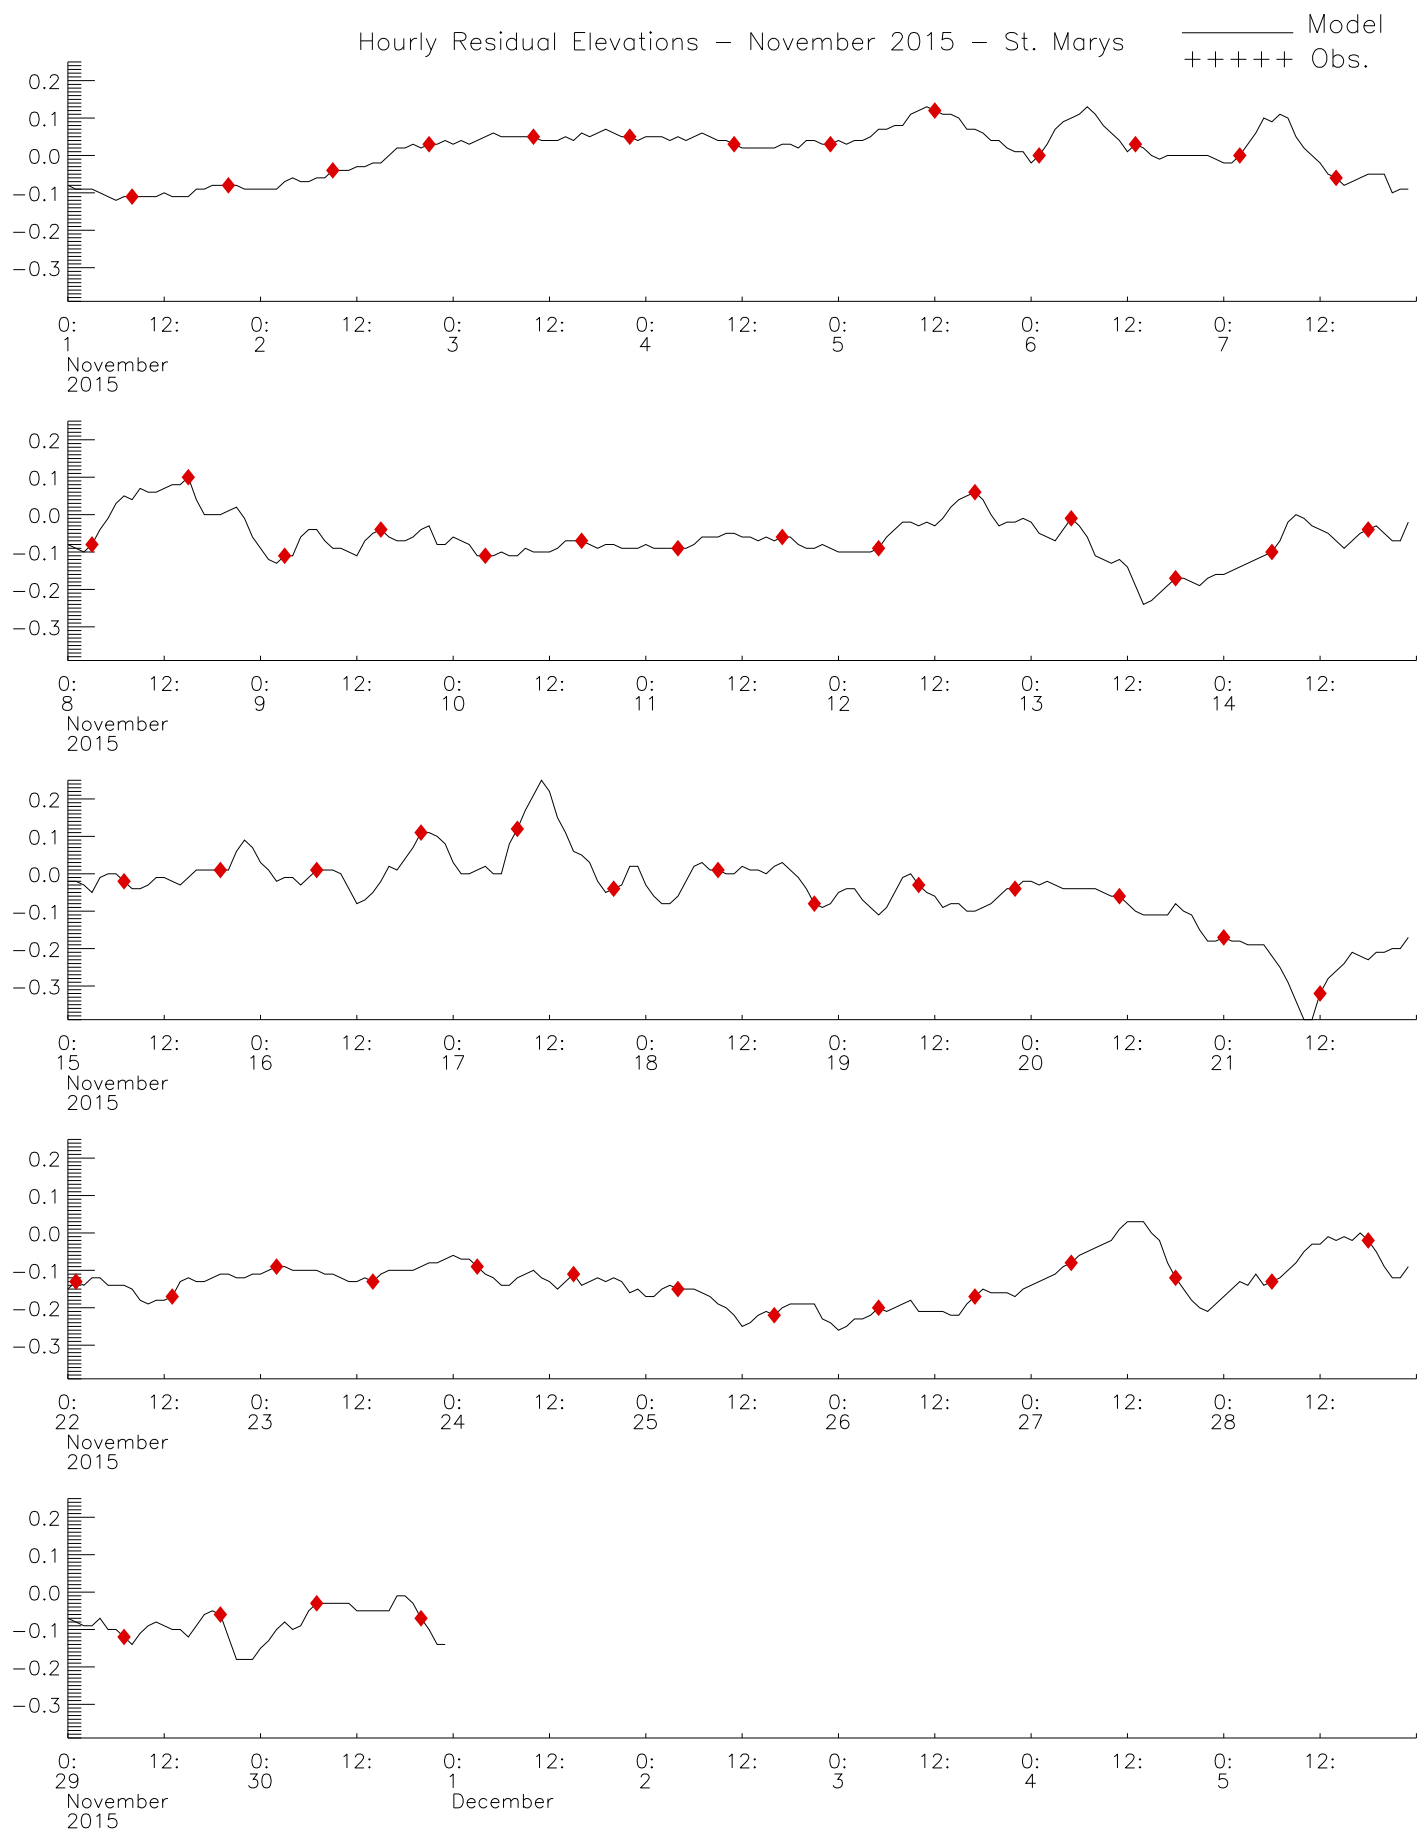 Hourly Residual Elevations − November 2015 − St. Marys
Model
+++++ Obs.
0.2
0.1
0.0
−0.1
−0.2
−0.3
0: 12: 0: 12: 0: 12: 0: 12: 0: 12: 0: 12: 0: 12:
1 2 3 4 5 6 7
November
2015
0.2
0.1
0.0
−0.1
−0.2
−0.3
0: 12: 0: 12: 0: 12: 0: 12: 0: 12: 0: 12: 0: 12:
8 9 10 11 12 13 14
November
2015
0.2
0.1
0.0
−0.1
−0.2
−0.3
0: 12: 0: 12: 0: 12: 0: 12: 0: 12: 0: 12: 0: 12:
15 16 17 18 19 20 21
November
2015
0.2
0.1
0.0
−0.1
−0.2
−0.3
0: 12: 0: 12: 0: 12: 0: 12: 0: 12: 0: 12: 0: 12:
22 23 24 25 26 27 28
November
2015
0.2
0.1
0.0
−0.1
−0.2
−0.3
0: 12: 0: 12: 0: 12: 0: 12: 0: 12: 0: 12: 0: 12:
29 30 1 2 3 4 5
November December
2015